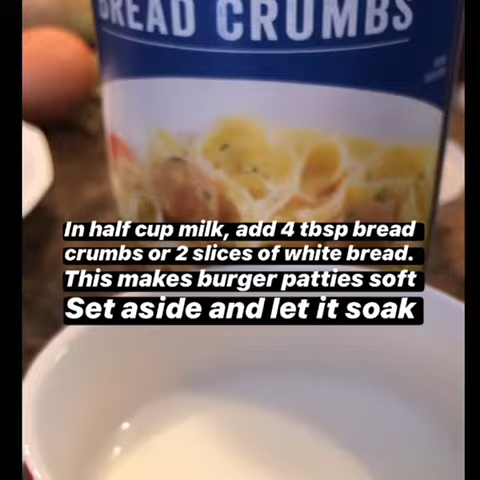 BREAD CRUMBS
In half cup milk, add 4 tbsp bread
crumbs or 2 slices of white bread.
This makes burger patties soft
Set aside and let it soak